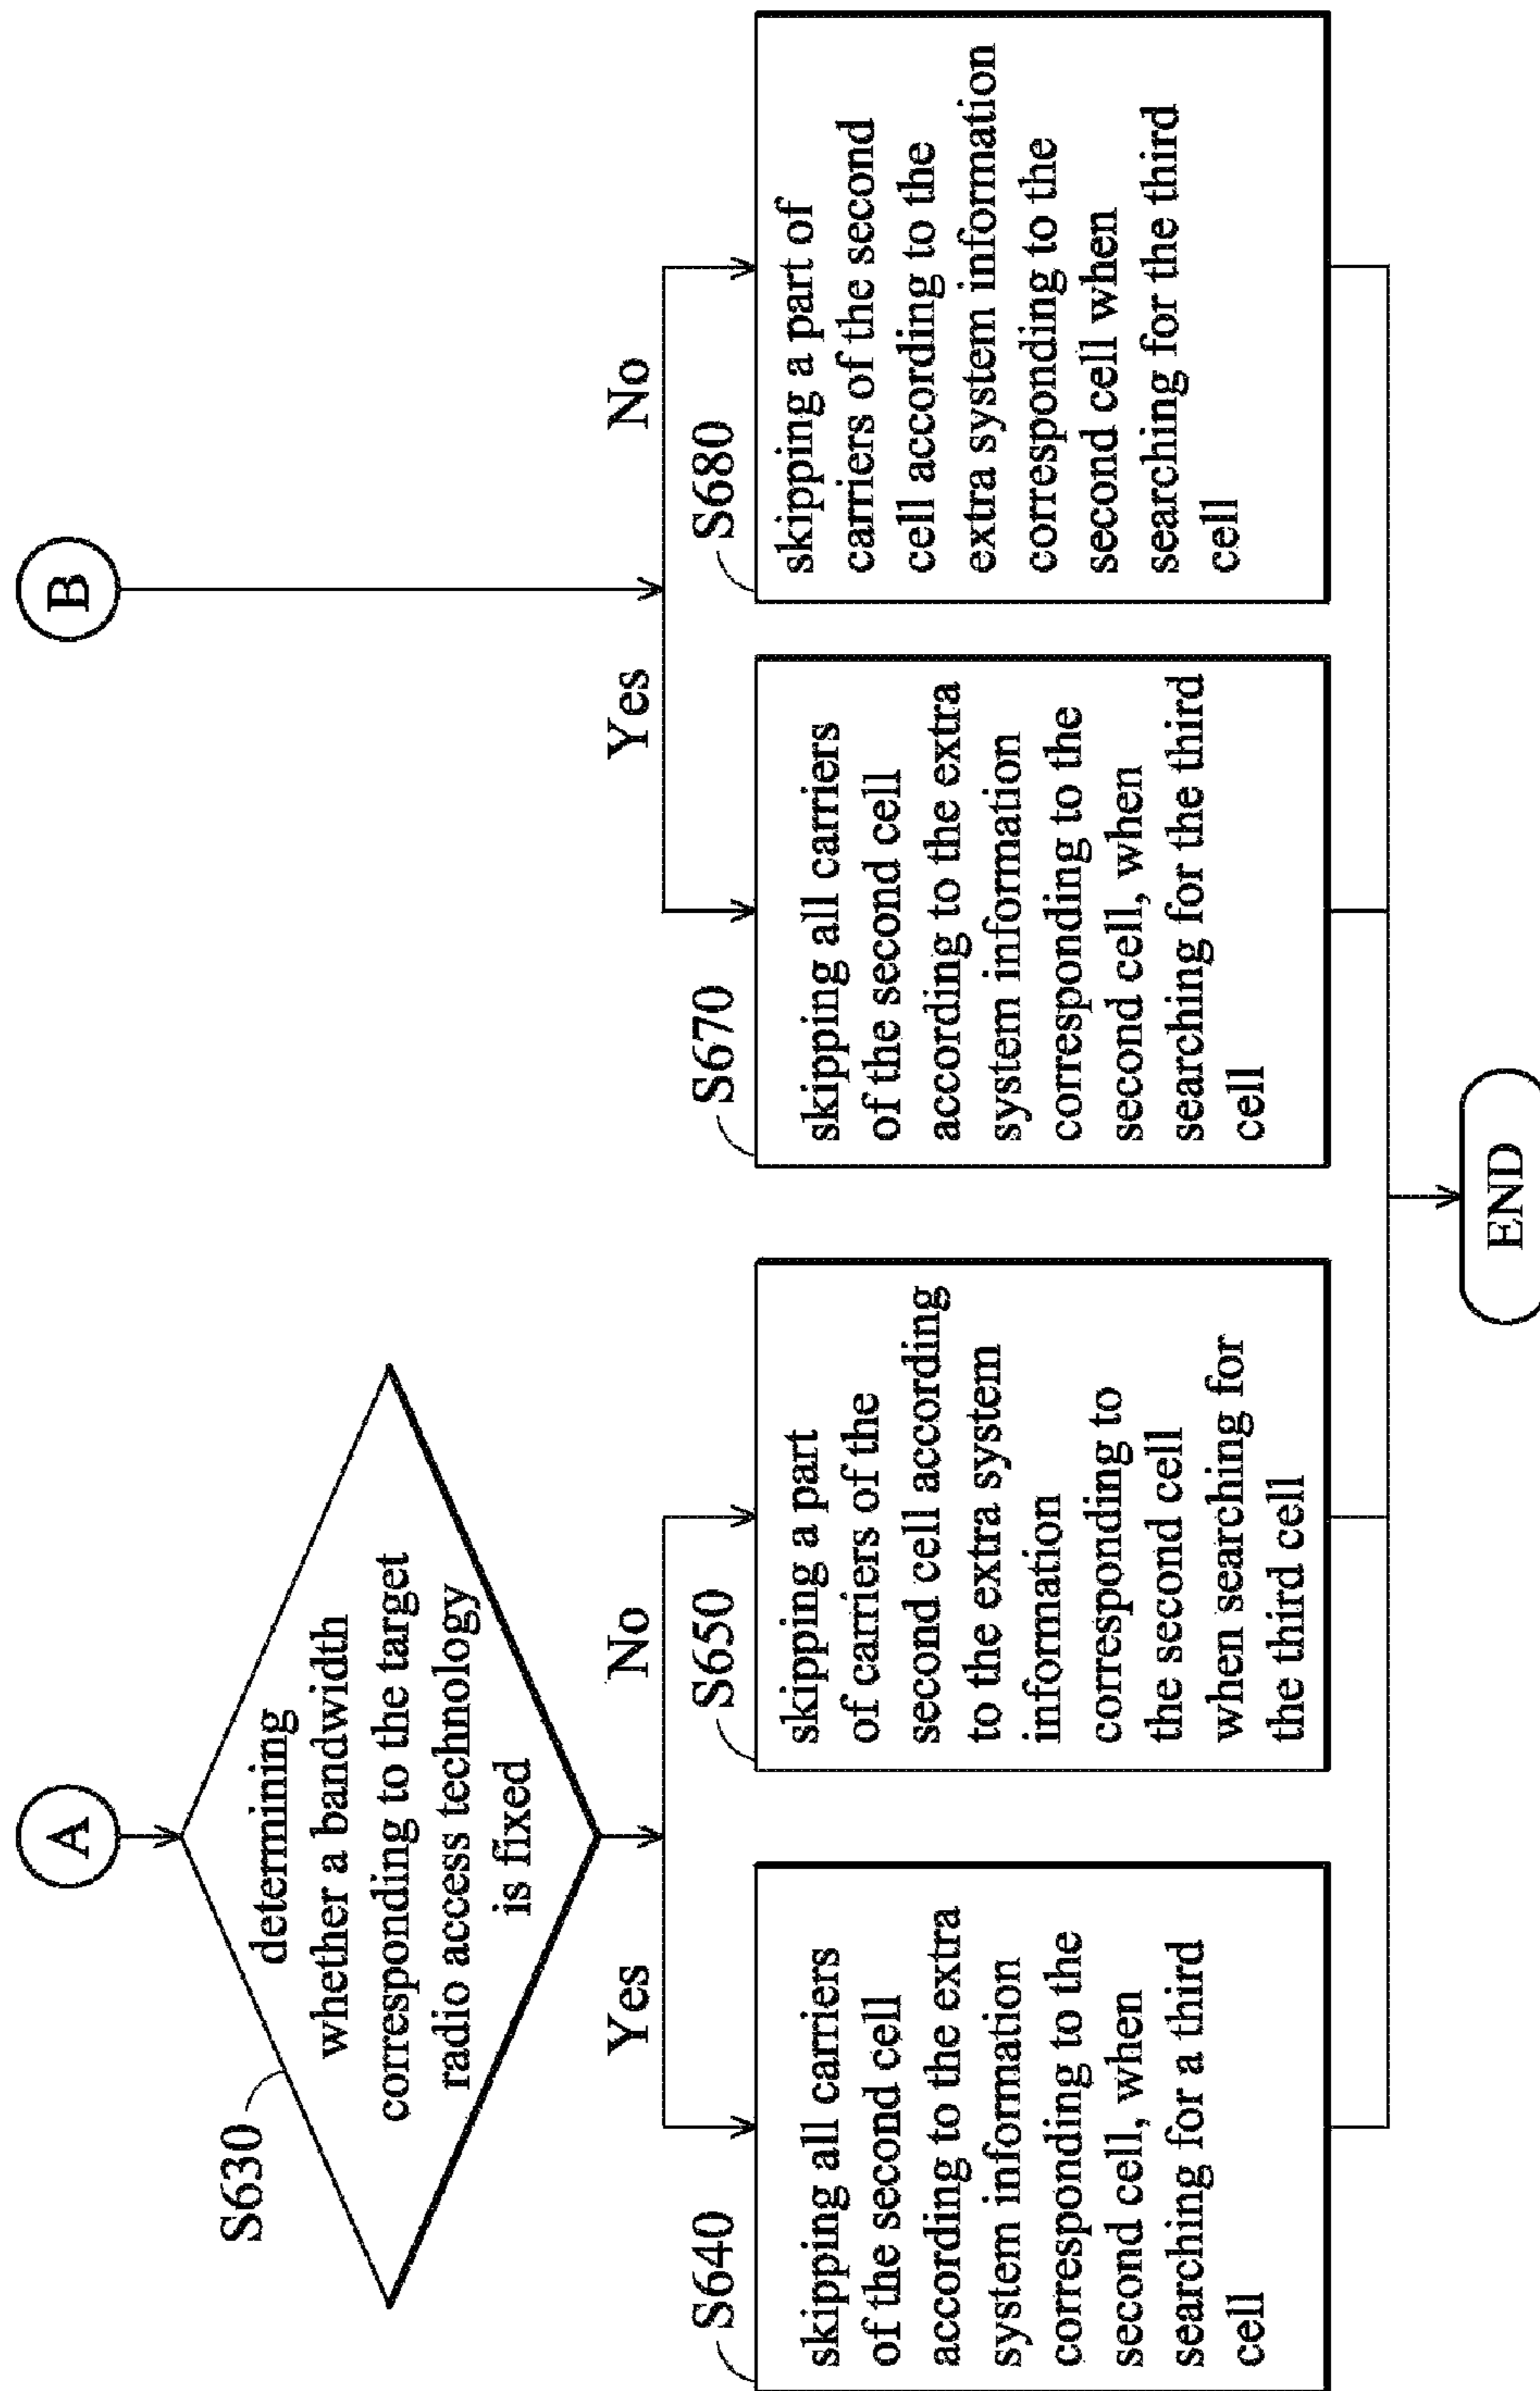 A
S630
determining
whether a bandwidth
corresponding to the target
radio access technology
is fixed
Yes
No
S640
skipping all carriers
of the second cell
according to the extra
system information
corresponding to the
second cell, when
searching for a third
cell
S650
skipping a part
of carriers of the
second cell according
to the extra system
information
corresponding to
the second cell
when searching for
the third cell
B
Yes
No
S670
skipping all carriers
of the second cell
according to the extra
system information
corresponding to the
second cell, when
searching for the third
cell
S680
skipping a part of
carriers of the second
cell according to the
extra system information
corresponding to the
second cell when
searching for the third
cell
END